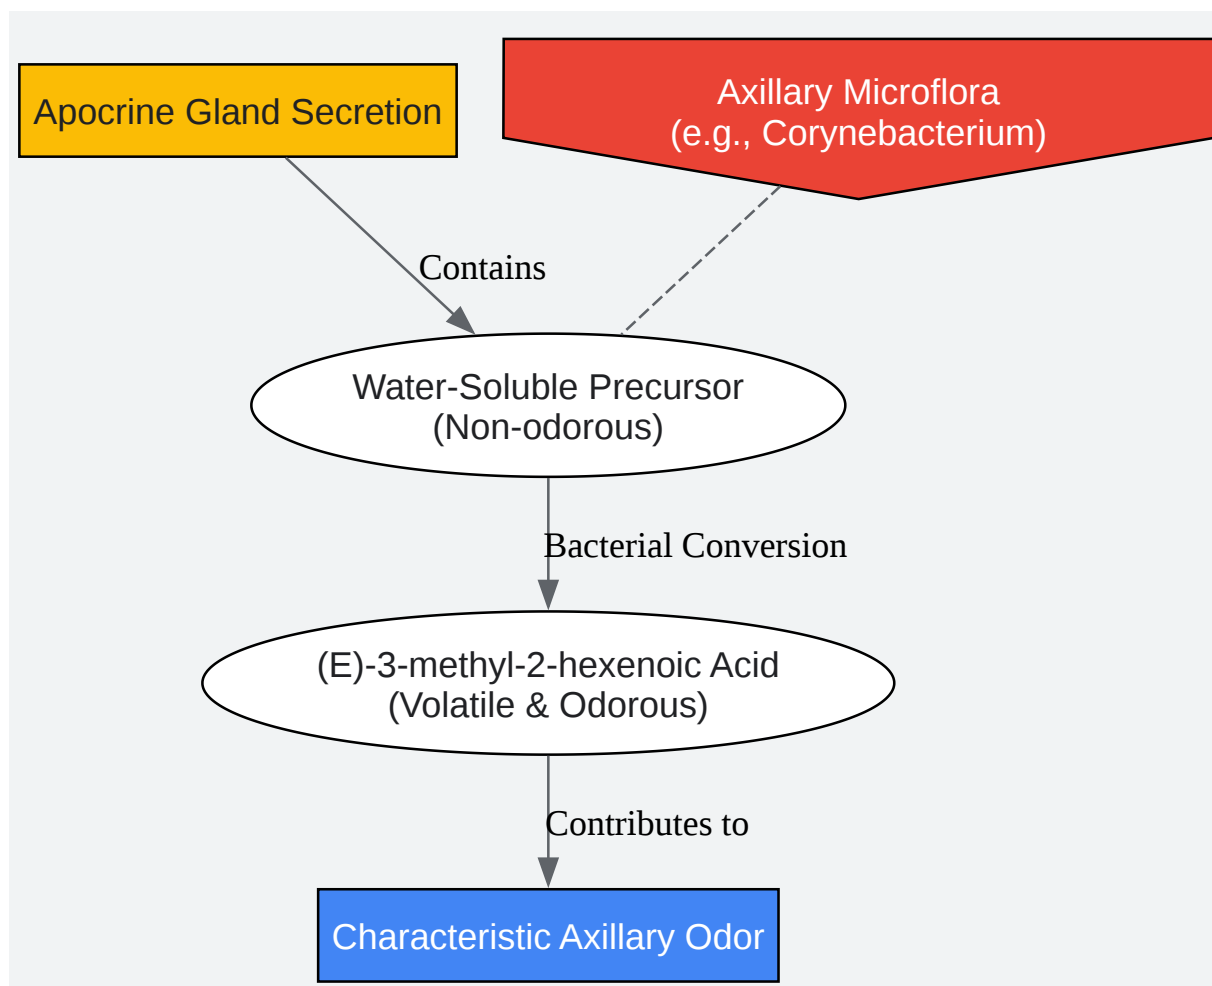 Apocrine Gland Secretion
Axillary Microflora
(e.g., Corynebacterium)
Contains
Water-Soluble Precursor
(Non-odorous)
Bacterial Conversion
(E)-3-methyl-2-hexenoic Acid
(Volatile & Odorous)
Contributes to
Characteristic Axillary Odor